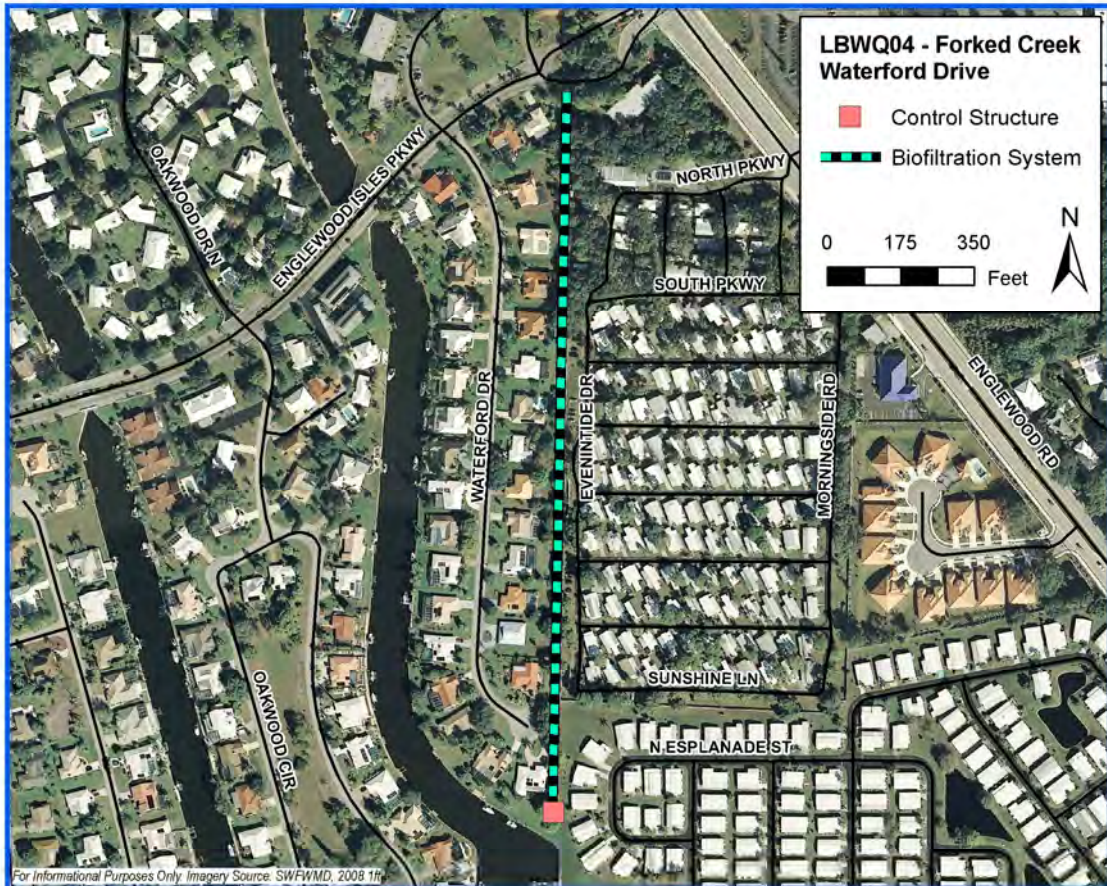 LBWQ04 - Forked Creek
Waterford Drive
Control Structure
Biofiltration System
N
0 175 350
Feet
OAKWOOD DR N
ENGLEWOOD ISLES PKWY
NORTH PKWY
SOUTH PKWY
WATERFORD DR
EVENINTIDE DR
MORNINGSIDE RD
ENGLEWOOD RD
OAKWOOD CIR
SUNSHINE LN
N ESPLANADE ST
For Informational Purposes Only. Imagery Source: SWFWMD, 2008 1ft